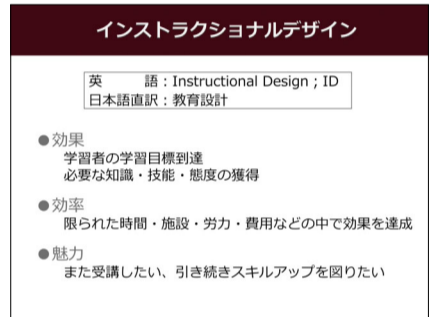 インストラクショナルデザイン
英　　語：Instructional Design ; ID
日本語直訳：教育設計
●効果
学習者の学習目標到達
必要な知識・技能・態度の獲得
●効率
限られた時間・施設・労力・費用などの中で効果を達成
●魅力
また受講したい、引き続きスキルアップを図りたい